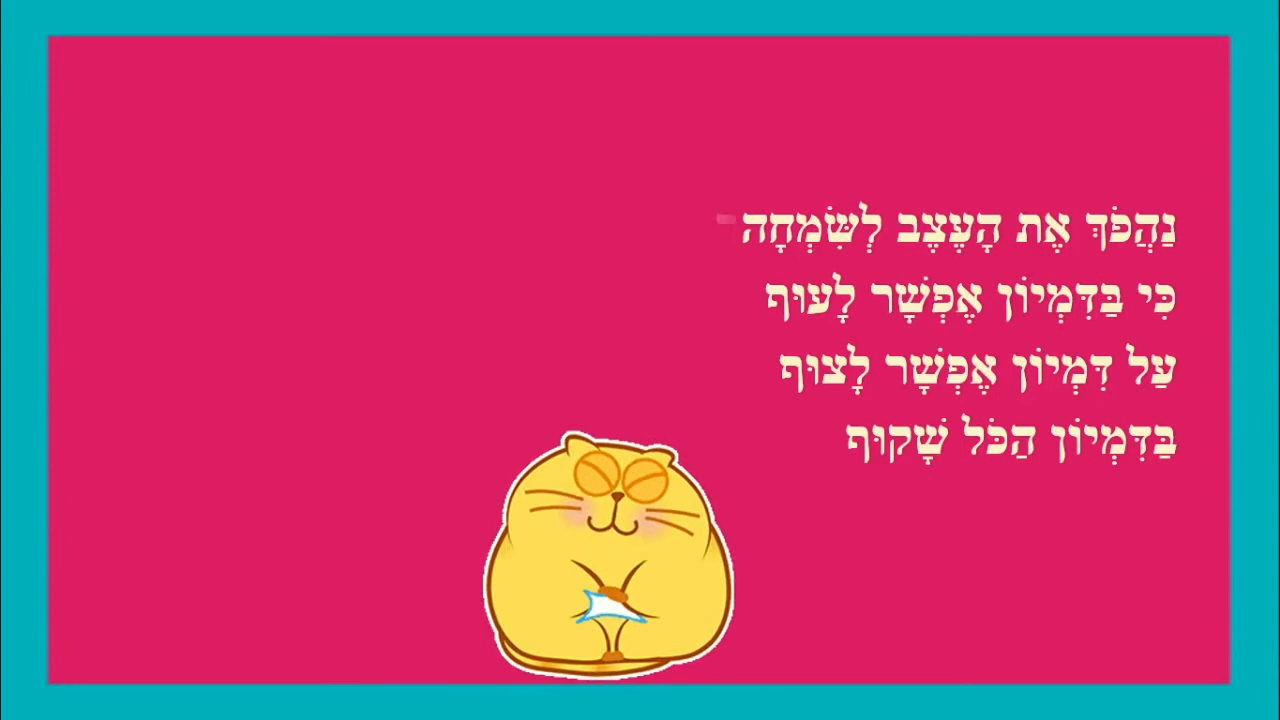 נַהֲפֹךְ אֶת הָעֶצֶב לְשִּׂמְחָה
כִּי בַּדִּמְיוֹן אֶפְשָׁר לָעוּף
עַל דִּמְיוֹן אֶפְשָׁר לָצוּף
בַּדִּמְיוֹן הַכֹּל שָׁקוּף